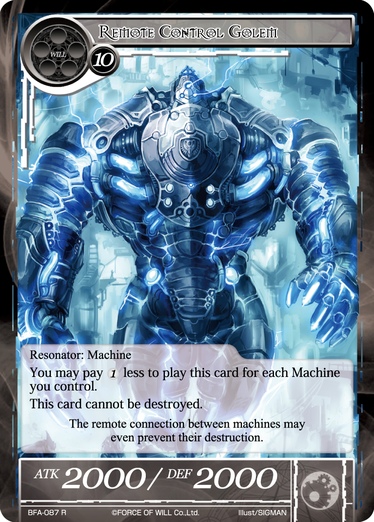 Remote Control Golem
WILL
10
Resonator: Machine
You may pay 1 less to play this card for each Machine
you control.
This card cannot be destroyed.
The remote connection between machines may
even prevent their destruction.
ATK 2000 / DEF 2000
BFA-087 R ©FORCE OF WILL Co.,Ltd. Illust/SIGMAN